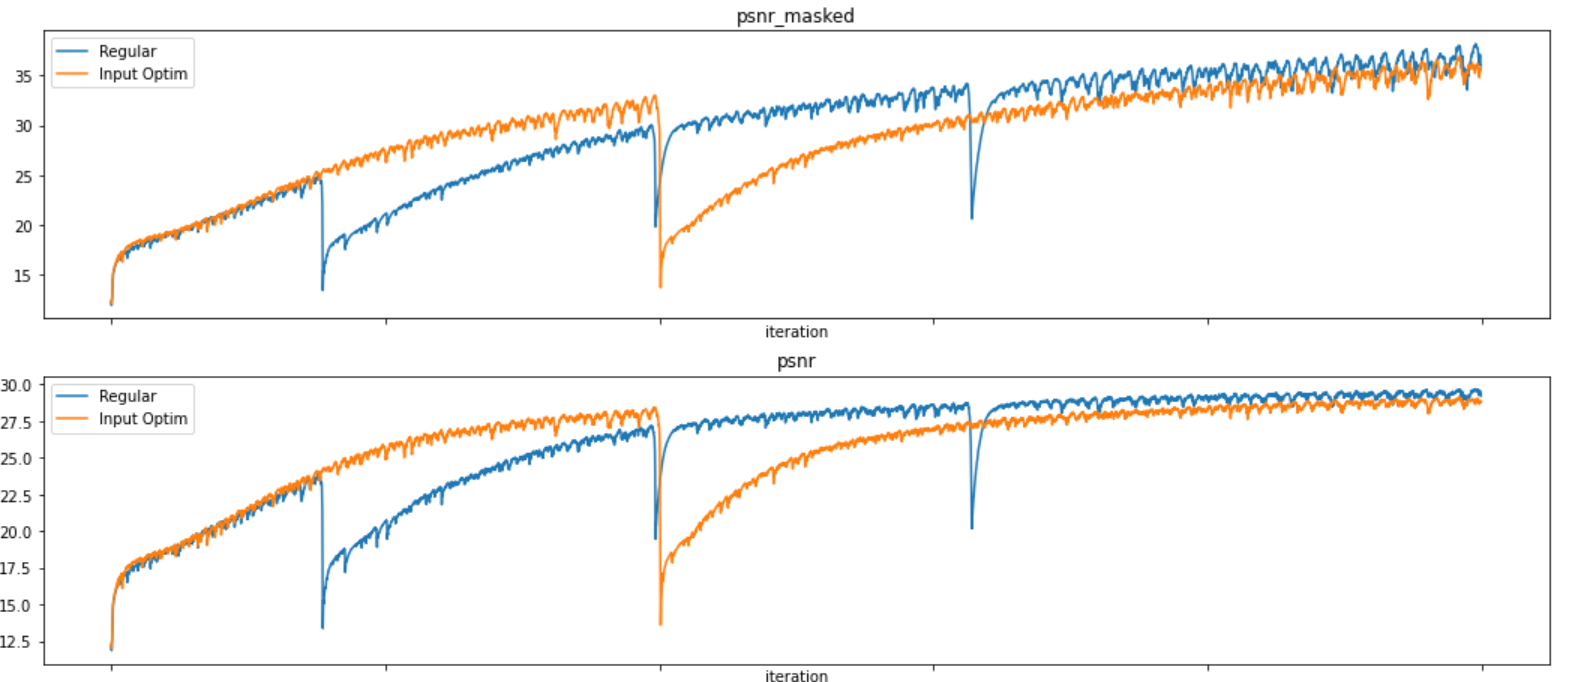 psnr_masked
Regular
Input Optim
35
30
25
20
15
iteration
psnr
Regular
Input Optim
30.0
27.5
25.0
22.5
20.0
17.5
15.0
12.5
iteration